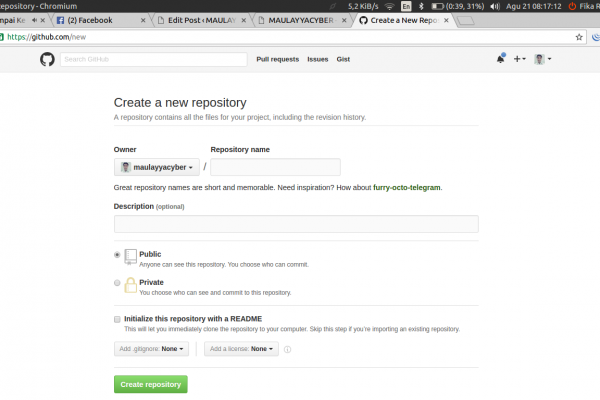 epository - Chromium
5,2 KiB/s
En
(0:39, 31%)
Agu 21 08:17:12
Fika R
npai Ke
(2) Facebook
Edit Post ‹ MAULAY
MAULAYYACYBER -
Create a New Repos
https://github.com/new
Search GitHub
Pull requests
Issues
Gist
Create a new repository
A repository contains all the files for your project, including the revision history.
Owner
Repository name
maulayyacyber
/
Great repository names are short and memorable. Need inspiration? How about furry-octo-telegram.
Description (optional)
Public
Anyone can see this repository. You choose who can commit.
Private
You choose who can see and commit to this repository.
Initialize this repository with a README
This will let you immediately clone the repository to your computer. Skip this step if you're importing an existing repository.
Add .gitignore: None
Add a license: None
Create repository